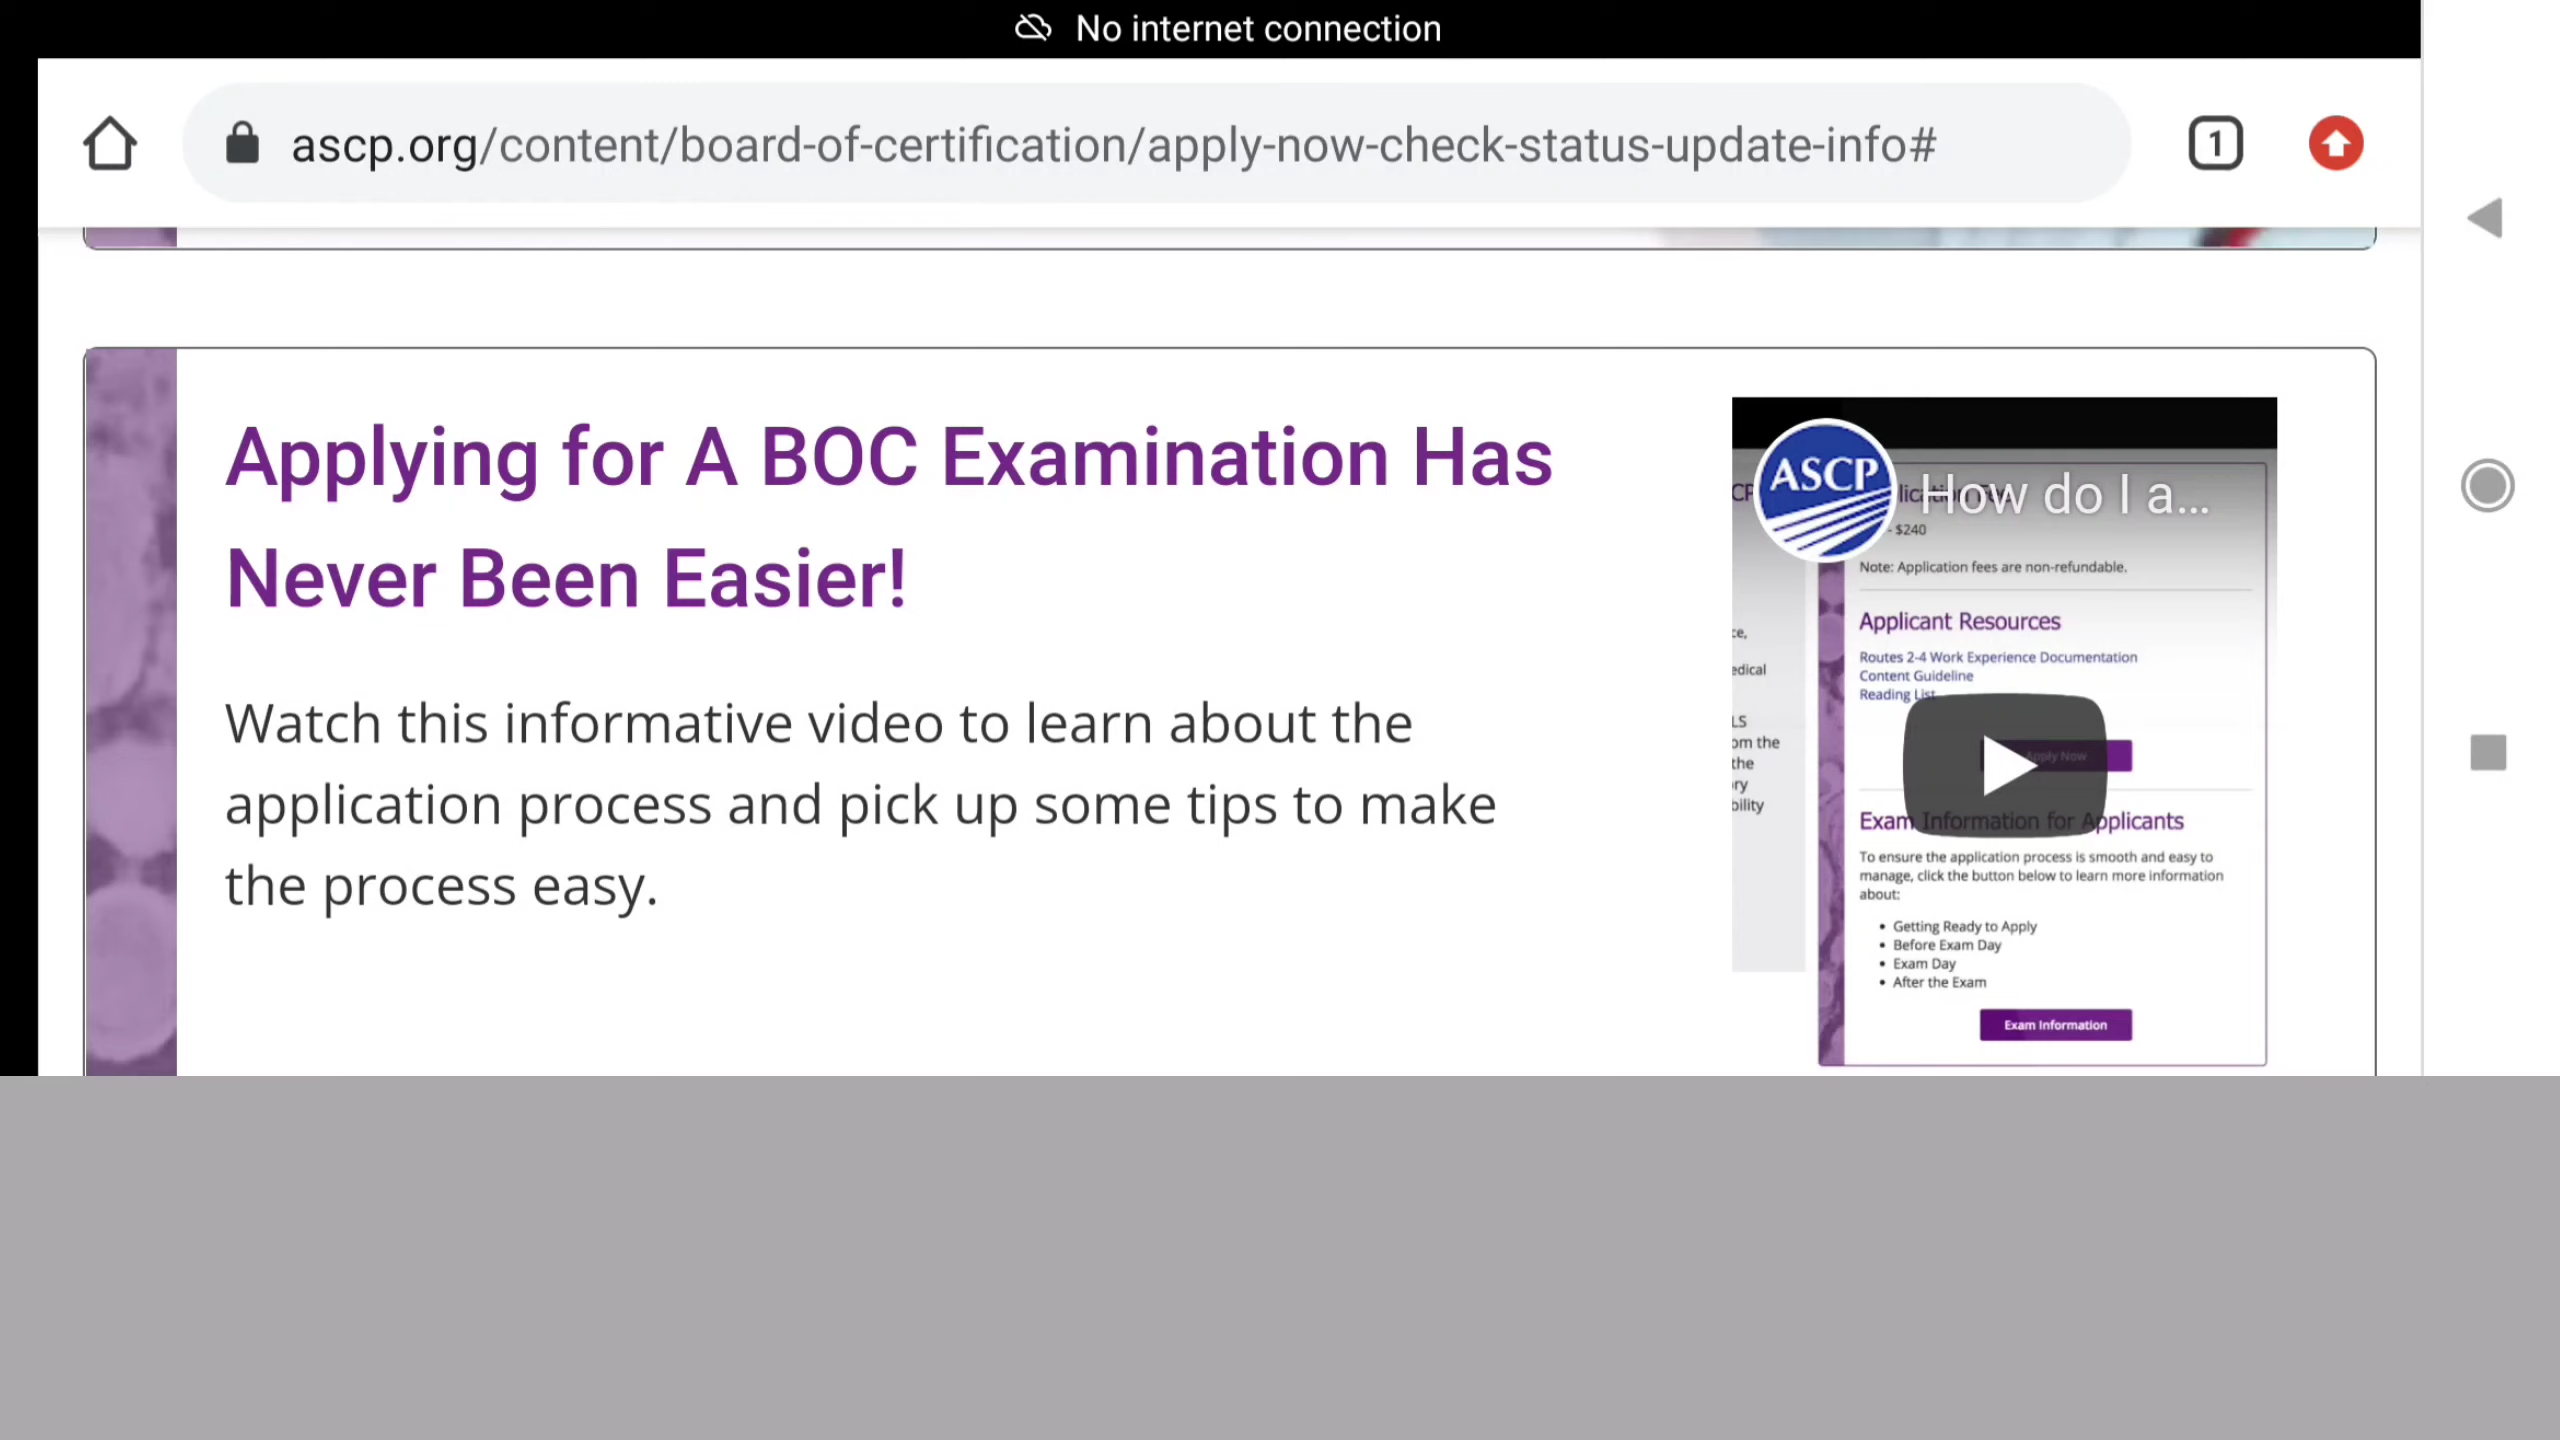 No internet connection
ascp.org/content/board-of-certification/apply-now-check-status-update-info#
1
Applying for A BOC Examination Has
Never Been Easier!
Watch this informative video to learn about the
application process and pick up some tips to make
the process easy.
ASCP
How do I a...
- $240
Note: Application fees are non-refundable.
Applicant Resources
Routes 2-4 Work Experience Documentation
Content Guideline
Reading List
Apply Now
Exam Information for Applicants
To ensure the application process is smooth and easy to
manage, click the button below to learn more information
about:
• Getting Ready to Apply
• Before Exam Day
• Exam Day
• After the Exam
Exam Information